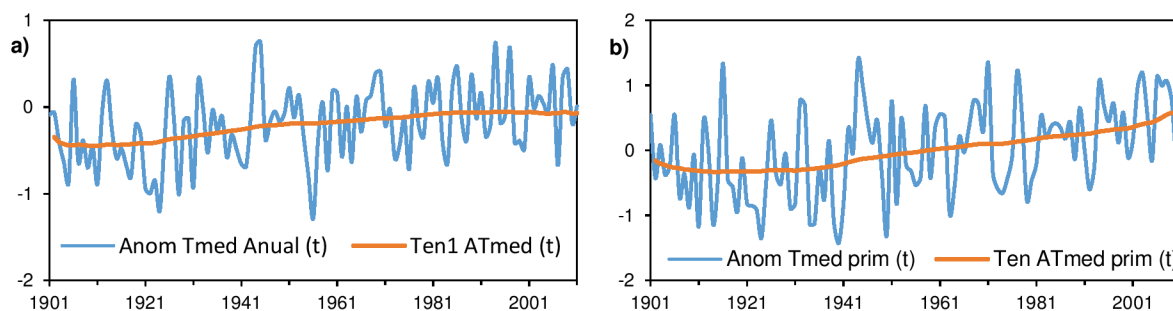 a)
1
0
-1
-2
Anom Tmed Anual (t)
Ten1 ATmed (t)
1901 1921 1941 1961 1981 2001
b)
2
1
0
-1
-2
Anom Tmed prim (t)
Ten ATmed prim (t)
1901 1921 1941 1961 1981 2001